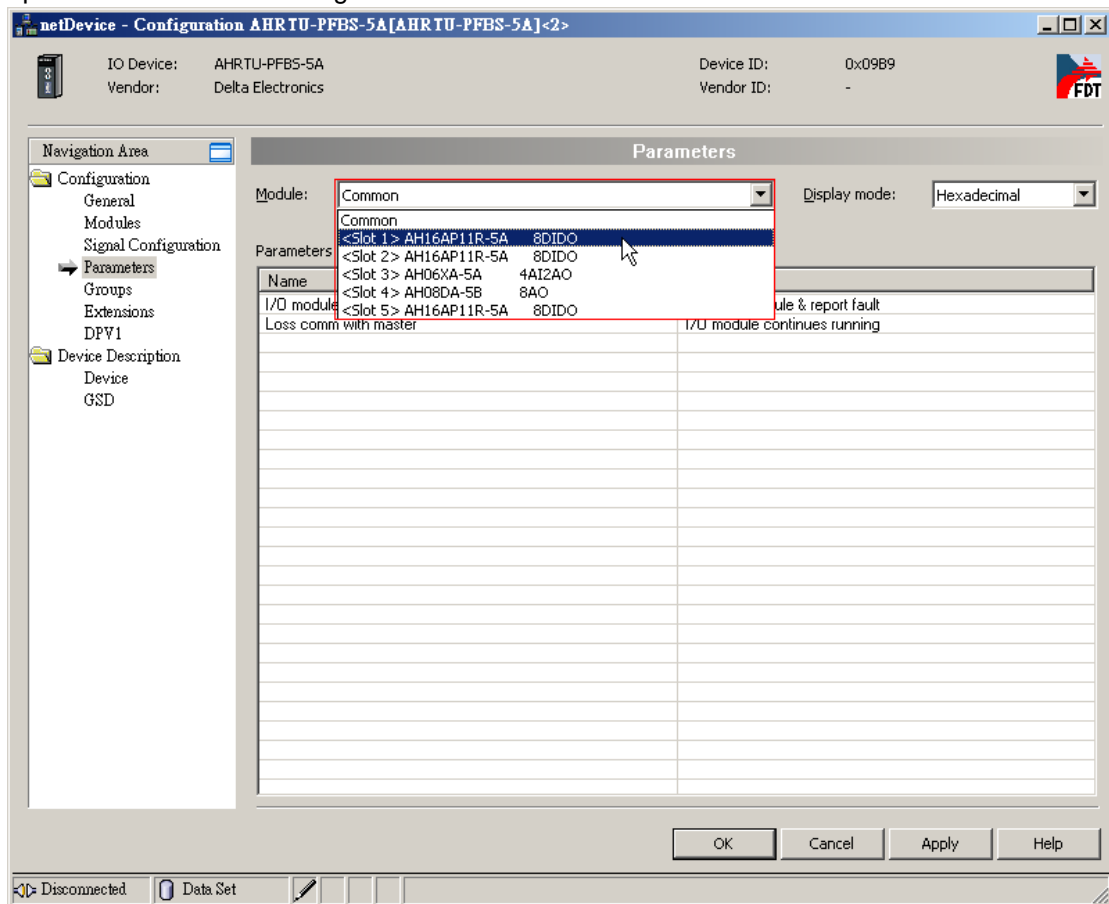 netDevice - Configuration AHRTU-PFBS-5A[AHRTU-PFBS-5A]<2>
IO Device: AHRTU-PFBS-5A Device ID: 0x09B9
Vendor: Delta Electronics Vendor ID: -
FDT
Navigation Area
Configuration
General
Modules
Signal Configuration
Parameters
Groups
Extensions
DPV1
Device Description
Device
GSD
Parameters
Module: Common Display mode: Hexadecimal
Common
<Slot 1> AH16AP11R-5A 8DIDO
<Slot 2> AH16AP11R-5A 8DIDO
<Slot 3> AH06XA-5A 4AI2AO
<Slot 4> AH08DA-5B 8AO
<Slot 5> AH16AP11R-5A 8DIDO
Parameters
Name
I/O module & report fault
Loss comm with master I/O module continues running
OK Cancel Apply Help
Disconnected Data Set